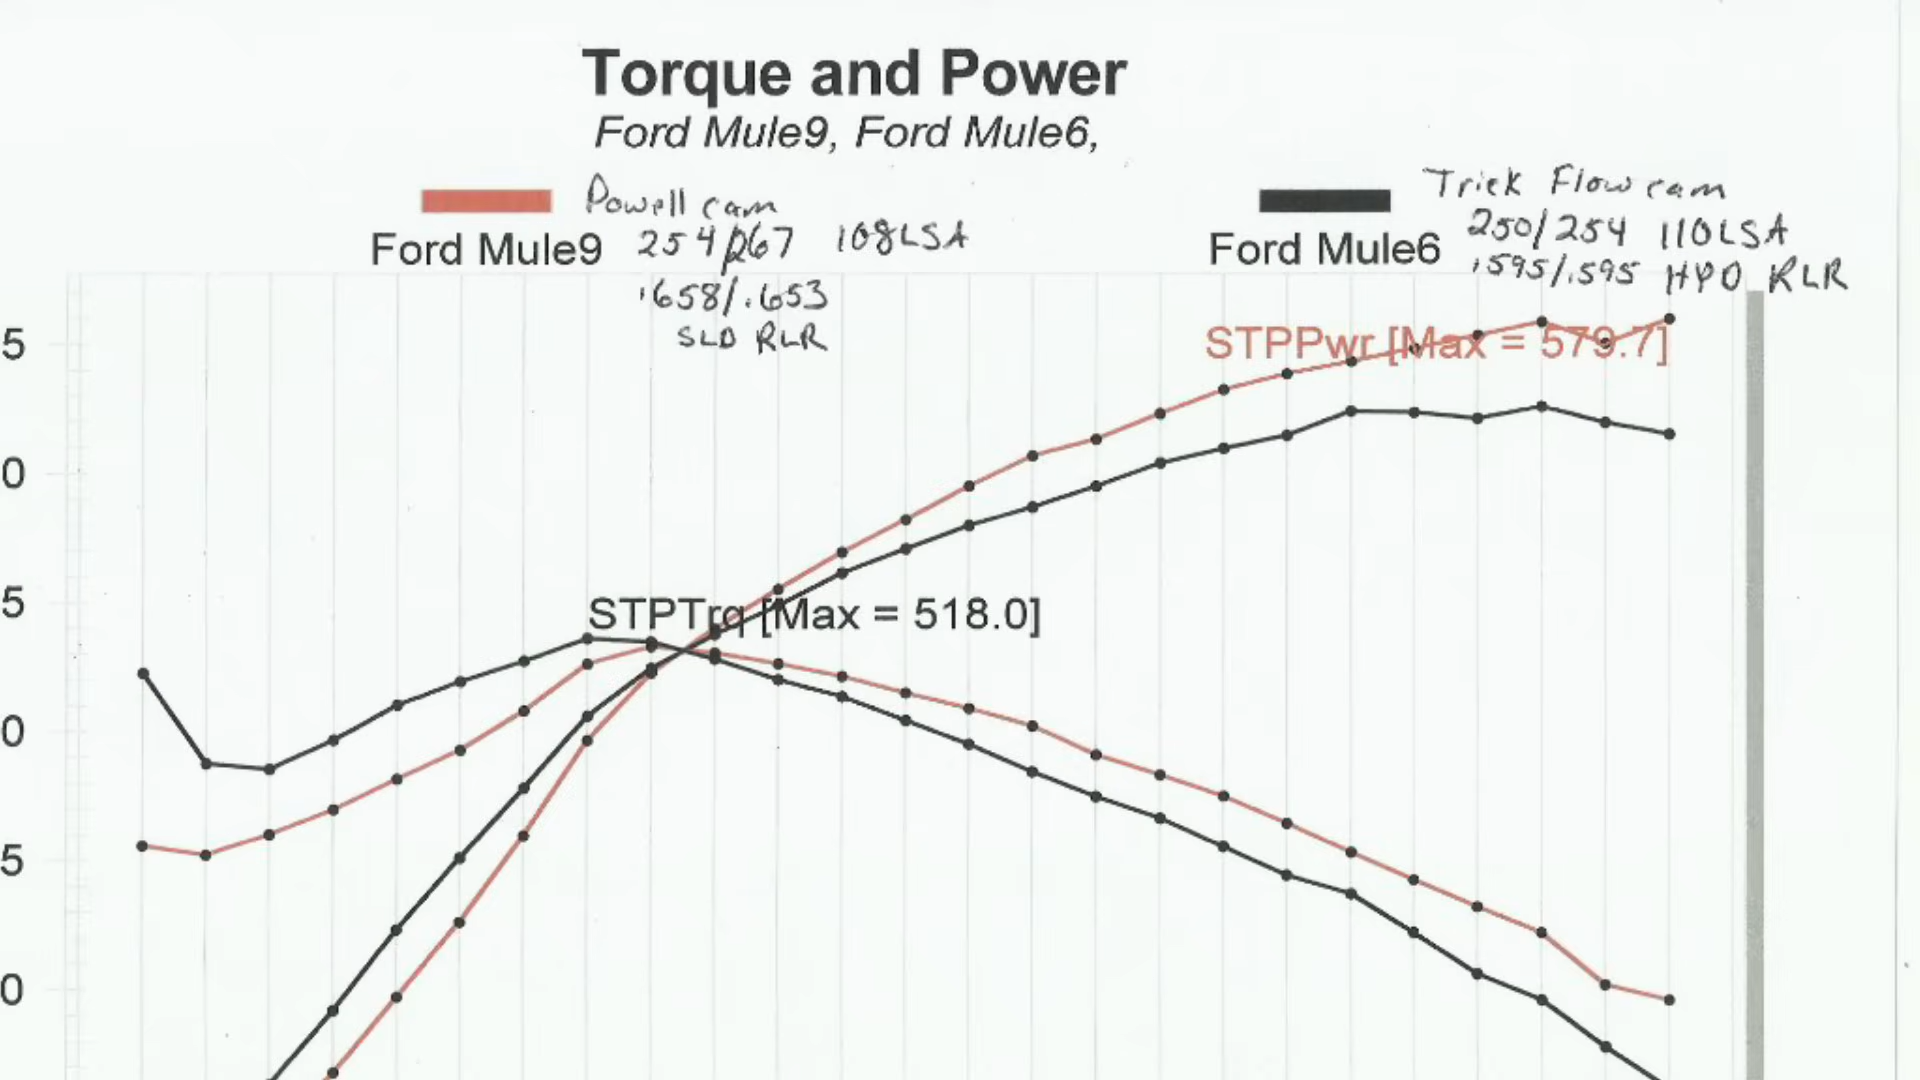 Torque and Power
Ford Mule9, Ford Mule6,
Powell cam
Ford Mule9 254/267 108LSA
.658/.653
SLD RLR
Trick Flow cam
250/254 110LSA
Ford Mule6
.595/.595 HYD RLR
5
STPPwr [Max = 579.7]
0
5
STPTrq [Max = 518.0]
0
5
0